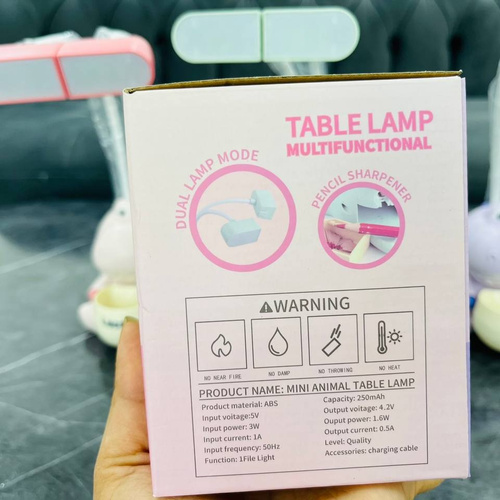 TABLE LAMP
MULTIFUNCTIONAL
DUAL LAMP MODE
PENCIL SHARPENER
WARNING
NO NEAR FIRE
NO DAMP
NO THROWING
NO HEAT
PRODUCT NAME: MINI ANIMAL TABLE LAMP
Product material: ABS
Input voltage:5V
Input power: 3W
Input current: 1A
Input frequency: 50Hz
Function: 1File Light
Capacity: 250mAh
Output voitage: 4.2V
Ouput power: 1.6W
Output current: 0.5A
Level: Quality
Accessories: charging cable